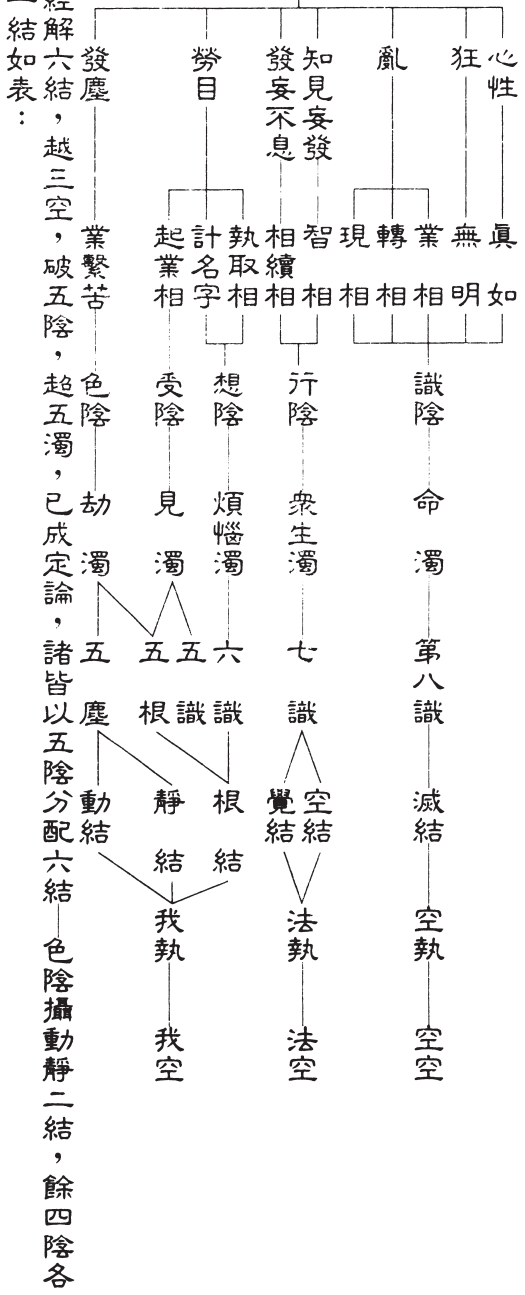 心性
狂
亂
知見妄發
發妄不息
勞目
發塵
眞如
無明
業相
轉相
現相
智相
相續相
執取相
計名字
起業相
業繫苦
識陰
行陰
想陰
受陰
色陰
命濁
衆生濁
煩惱濁
見濁
劫濁
第八識
七識
六識
五識
五根
五塵
滅結
空結
覺結
根結
靜結
動結
空執
法執
我執
空空
法空
我空
經解六結，越三空，破五陰，超五濁，已成定論，諸皆以五陰分配六結—色陰攝動靜二結，餘四陰各
一結如表：